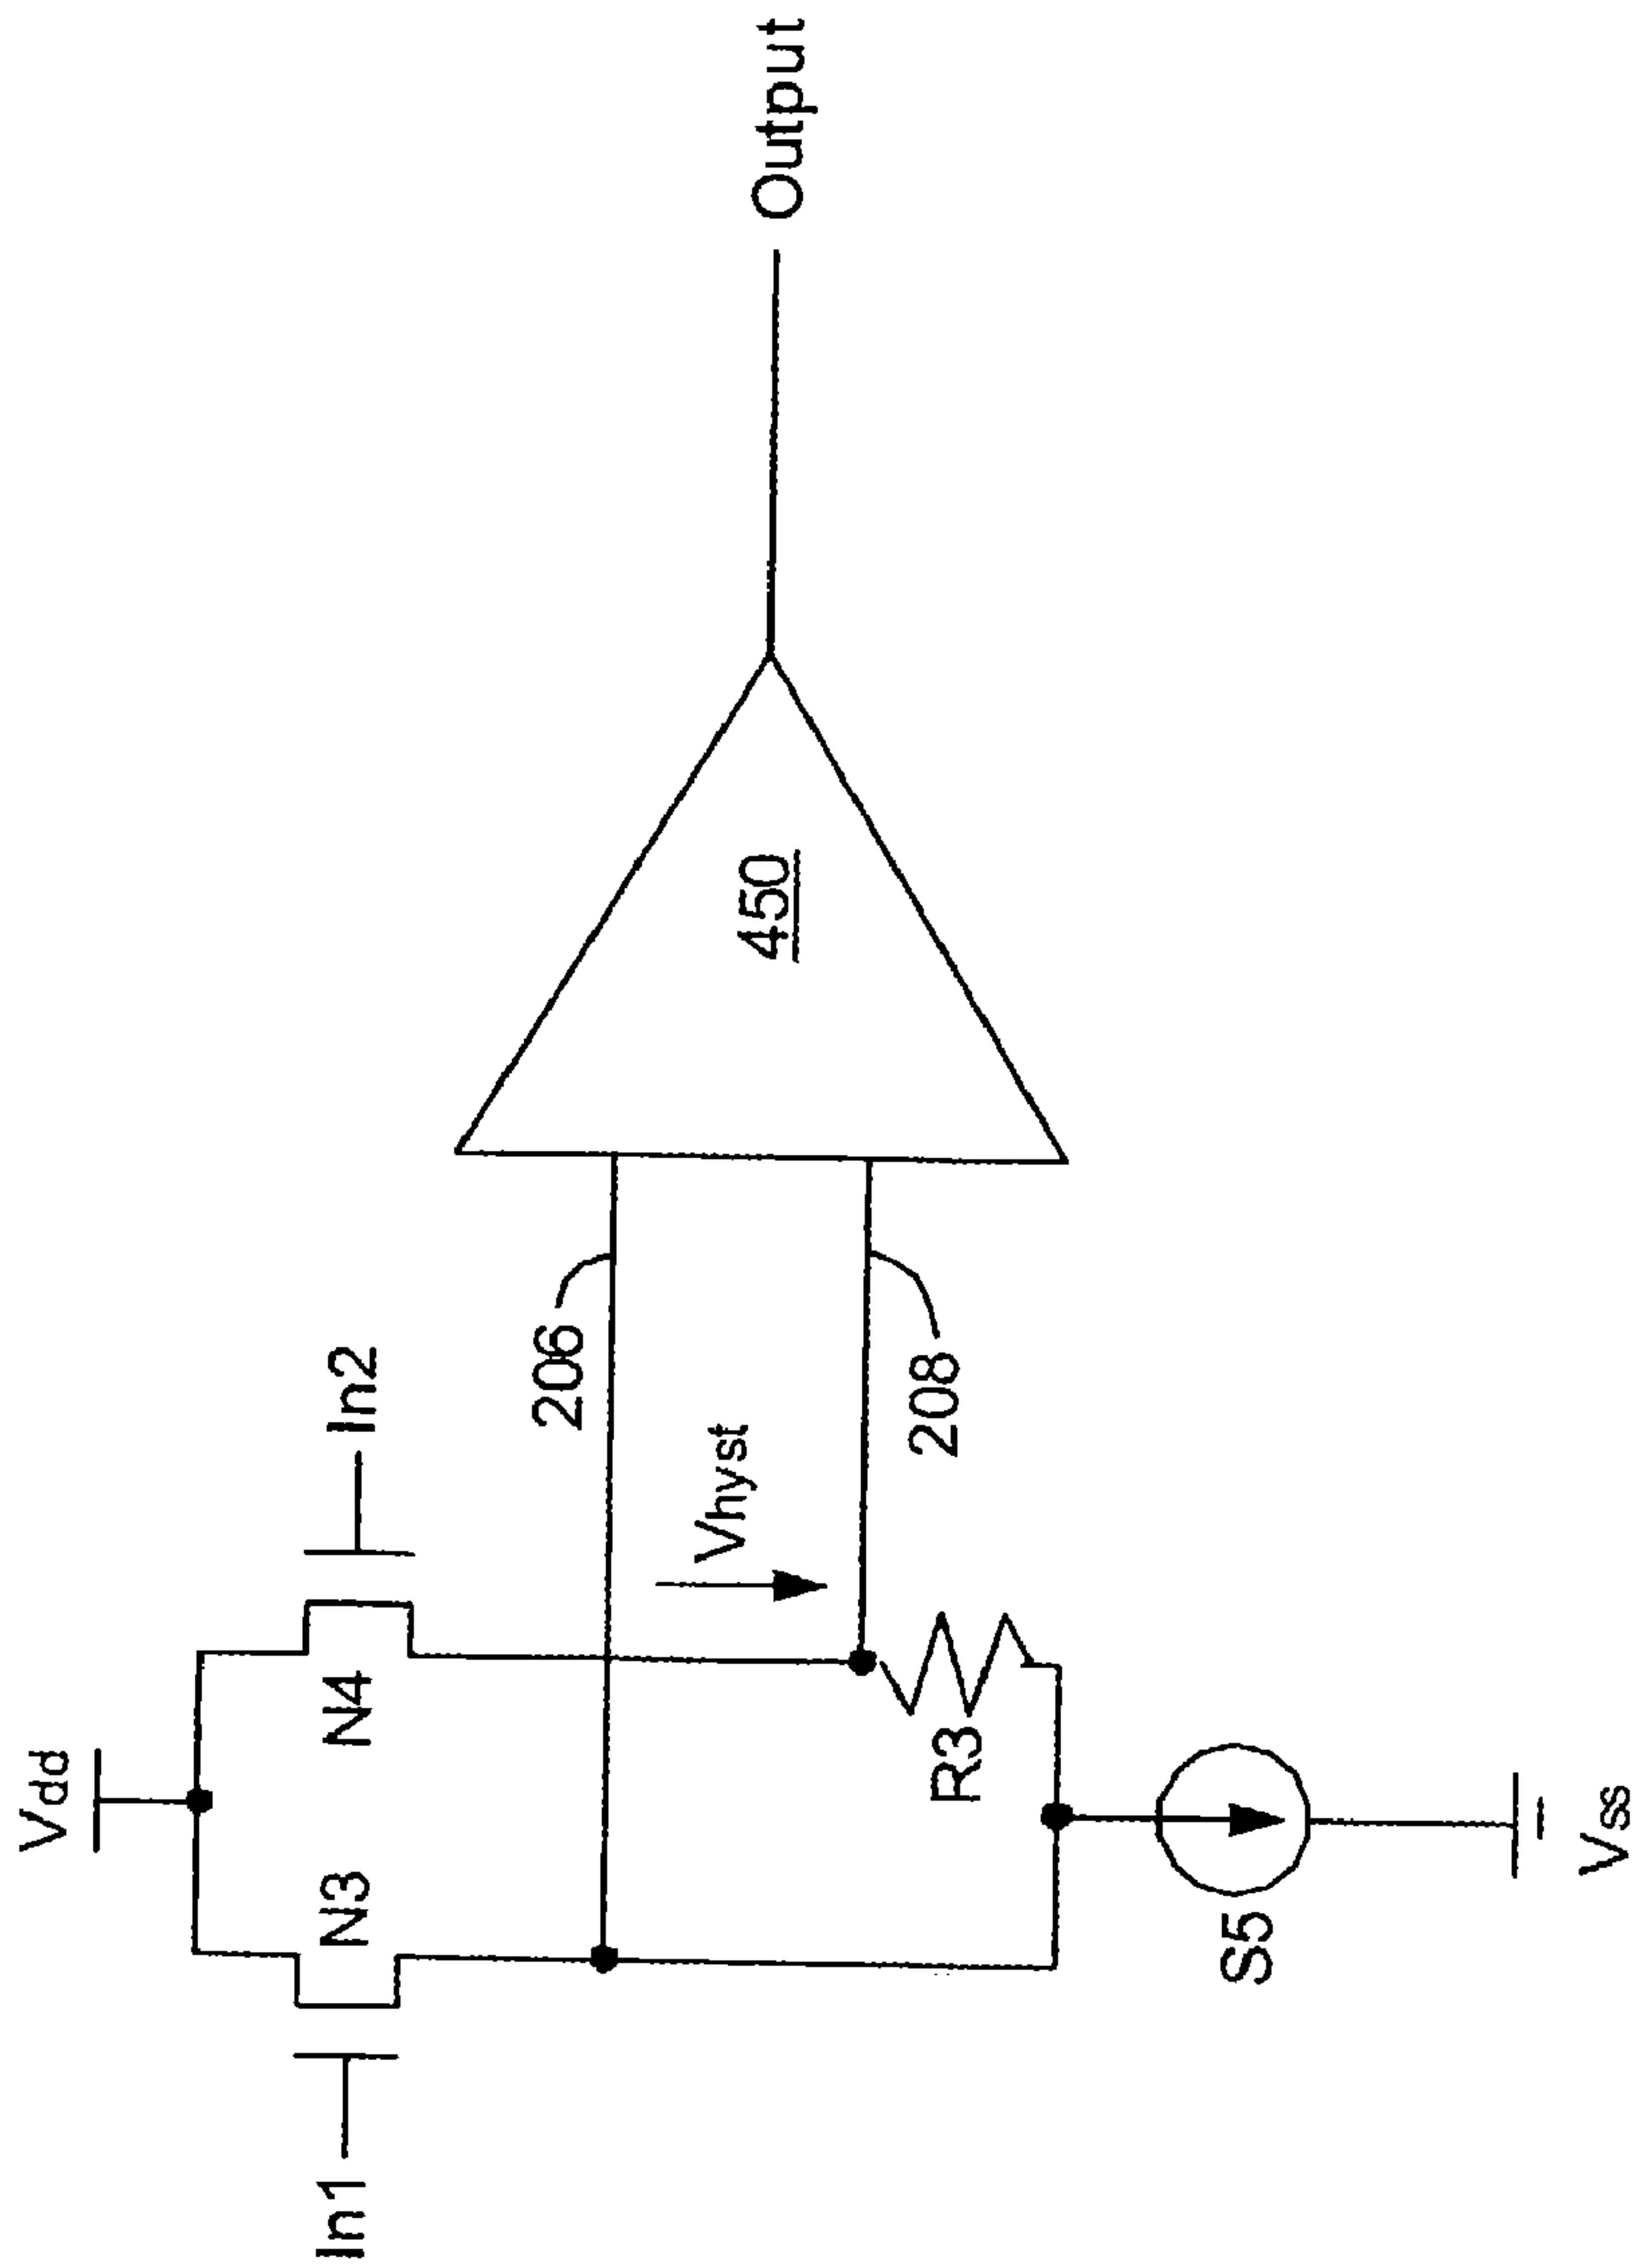 Vdd
In1
N3
N4
In2
206
Vhyst
208
R3
S5
Vss
450
Output